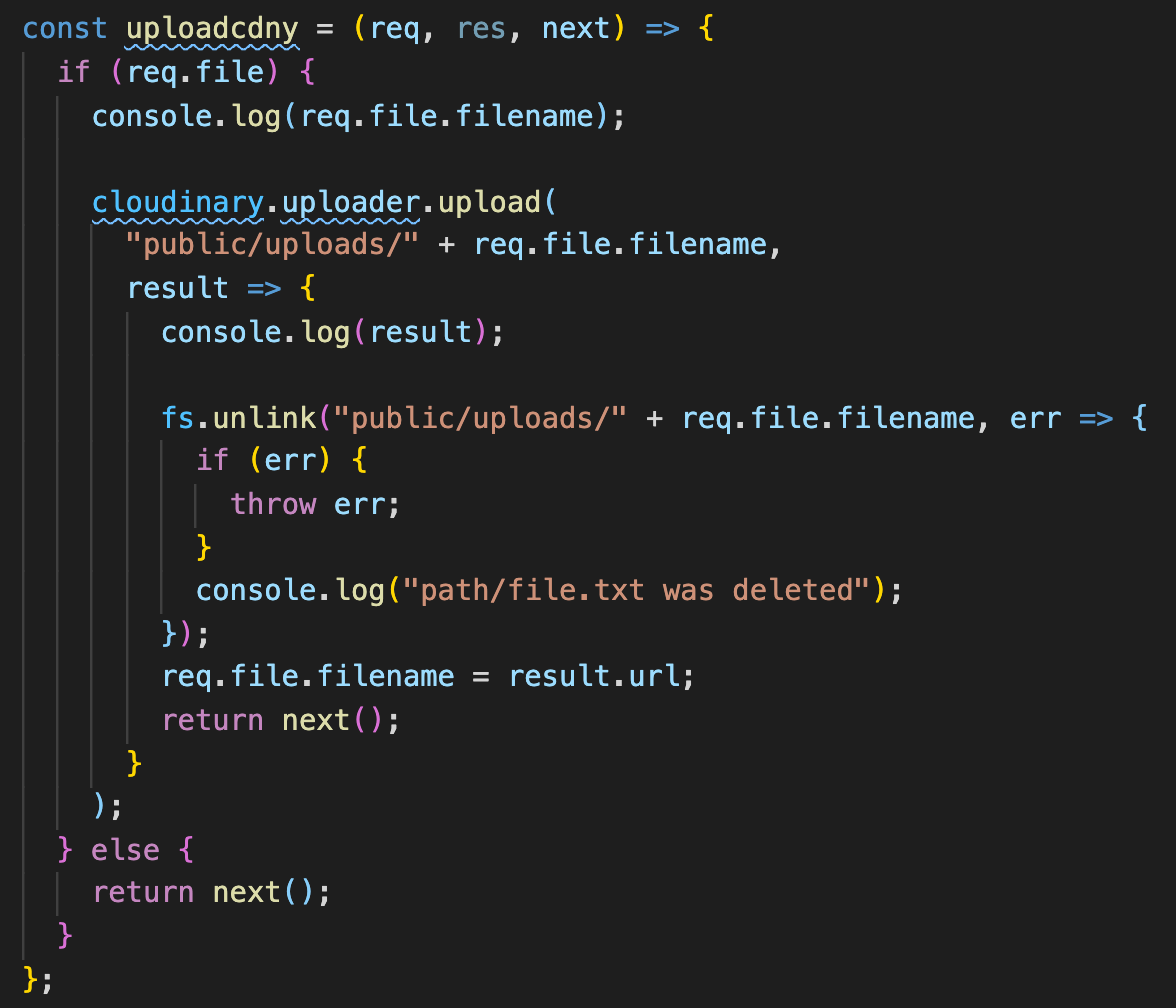 const uploadcdny = (req, res, next) => {
  if (req.file) {
    console.log(req.file.filename);

    cloudinary.uploader.upload(
      "public/uploads/" + req.file.filename,
      result => {
        console.log(result);

        fs.unlink("public/uploads/" + req.file.filename, err => {
          if (err) {
            throw err;
          }
          console.log("path/file.txt was deleted");
        });
        req.file.filename = result.url;
        return next();
      }
    );
  } else {
    return next();
  }
};